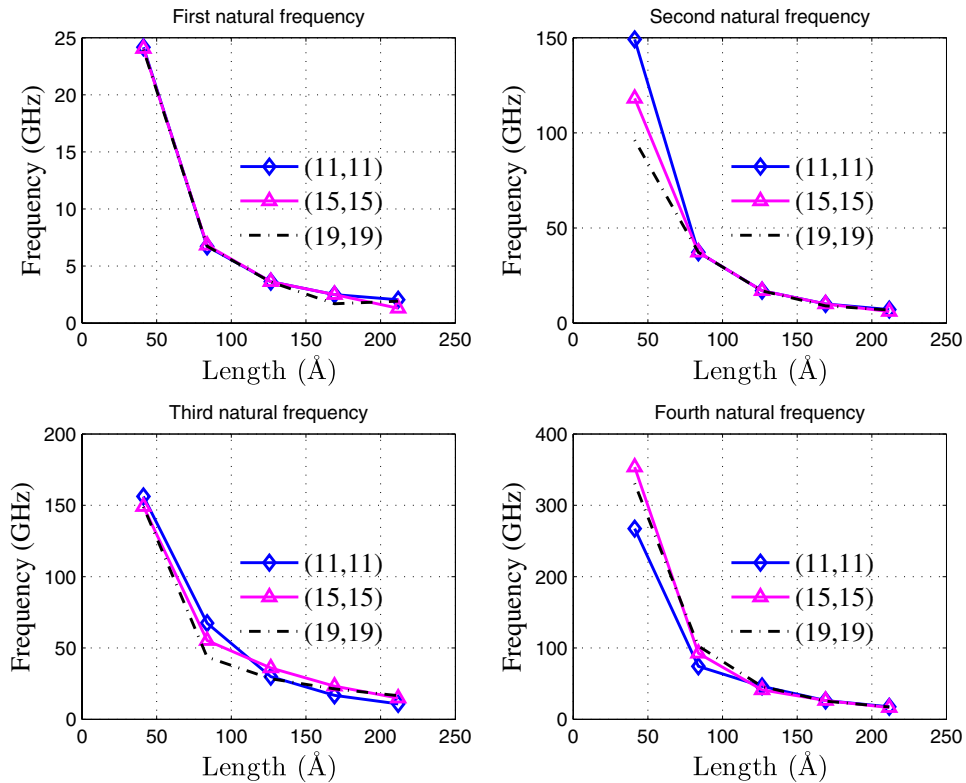 First natural frequency
25
20
15
10
5
0
Frequency (GHz)
(11,11)
(15,15)
(19,19)
0 50 100 150 200 250
Length (Å)
Second natural frequency
150
100
50
0
Frequency (GHz)
(11,11)
(15,15)
(19,19)
0 50 100 150 200 250
Length (Å)
Third natural frequency
200
150
100
50
0
Frequency (GHz)
(11,11)
(15,15)
(19,19)
0 50 100 150 200 250
Length (Å)
Fourth natural frequency
400
300
200
100
0
Frequency (GHz)
(11,11)
(15,15)
(19,19)
0 50 100 150 200 250
Length (Å)